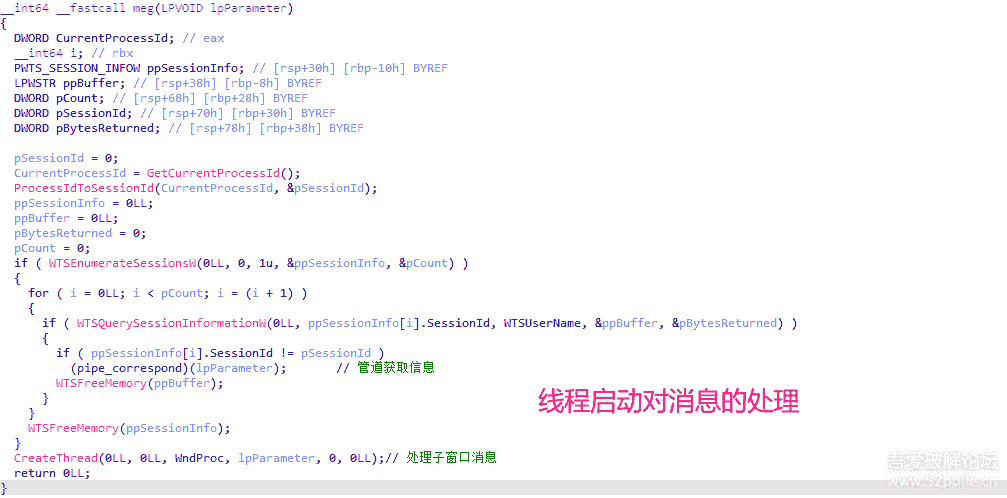 __int64 __fastcall meg(LPVOID lpParameter)
{
  DWORD CurrentProcessId; // eax
  __int64 i; // rbx
  PWTS_SESSION_INFOW ppSessionInfo; // [rsp+30h] [rbp-10h] BYREF
  LPWSTR ppBuffer; // [rsp+38h] [rbp-8h] BYREF
  DWORD pCount; // [rsp+68h] [rbp+28h] BYREF
  DWORD pSessionId; // [rsp+70h] [rbp+30h] BYREF
  DWORD pBytesReturned; // [rsp+78h] [rbp+38h] BYREF

  pSessionId = 0;
  CurrentProcessId = GetCurrentProcessId();
  ProcessIdToSessionId(CurrentProcessId, &pSessionId);
  ppSessionInfo = 0LL;
  ppBuffer = 0LL;
  pBytesReturned = 0;
  pCount = 0;
  if ( WTSEnumerateSessionsW(0LL, 0, 1u, &ppSessionInfo, &pCount) )
  {
    for ( i = 0LL; i < pCount; i = (i + 1) )
    {
      if ( WTSQuerySessionInformationW(0LL, ppSessionInfo[i].SessionId, WTSUserName, &ppBuffer, &pBytesReturned) )
      {
        if ( ppSessionInfo[i].SessionId != pSessionId )
          (pipe_correspond)(lpParameter);       // 管道获取信息
        WTSFreeMemory(ppBuffer);
      }
    }
    WTSFreeMemory(ppSessionInfo);
  }
  CreateThread(0LL, 0LL, WndProc, lpParameter, 0, 0LL);// 处理子窗口消息
  return 0LL;
}
线程启动对消息的处理
吾爱破解论坛
www.52pojie.cn